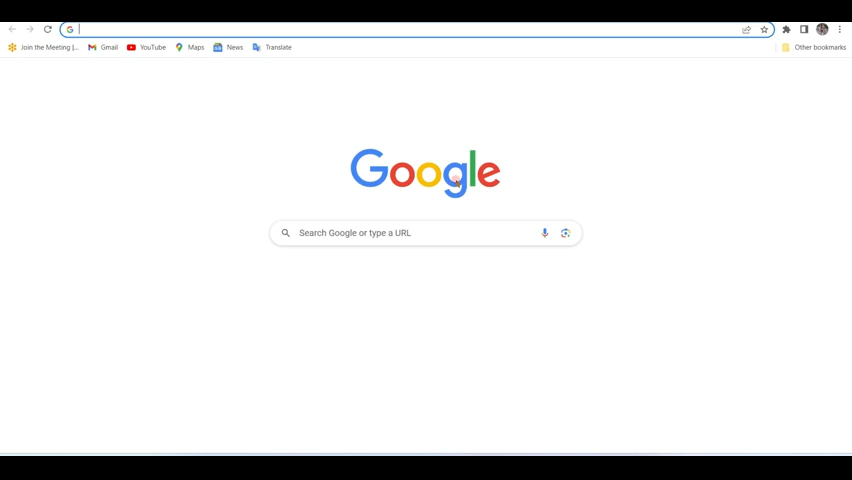 Join the Meeting |... Gmail YouTube Maps News Translate Other bookmarks
Google
Search Google or type a URL